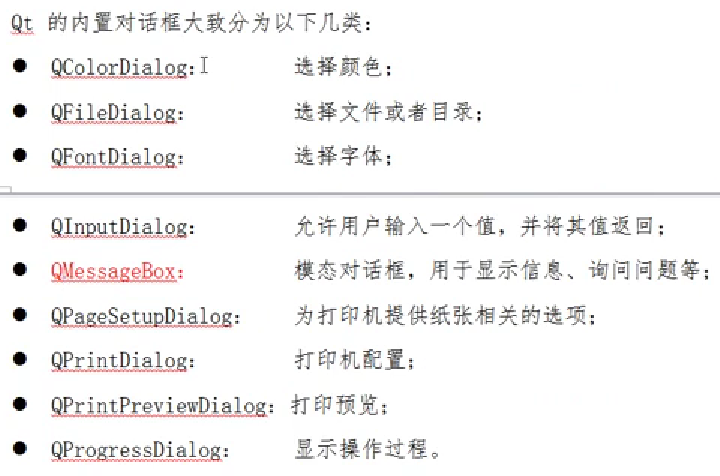 Qt 的内置对话框大致分为以下几类：
● QColorDialog： 选择颜色；
● QFileDialog： 选择文件或者目录；
● QFontDialog： 选择字体；
● QInputDialog： 允许用户输入一个值，并将其值返回；
● QMessageBox： 模态对话框，用于显示信息、询问问题等；
● QPageSetupDialog： 为打印机提供纸张相关的选项；
● QPrintDialog： 打印机配置；
● QPrintPreviewDialog： 打印预览；
● QProgressDialog： 显示操作过程。